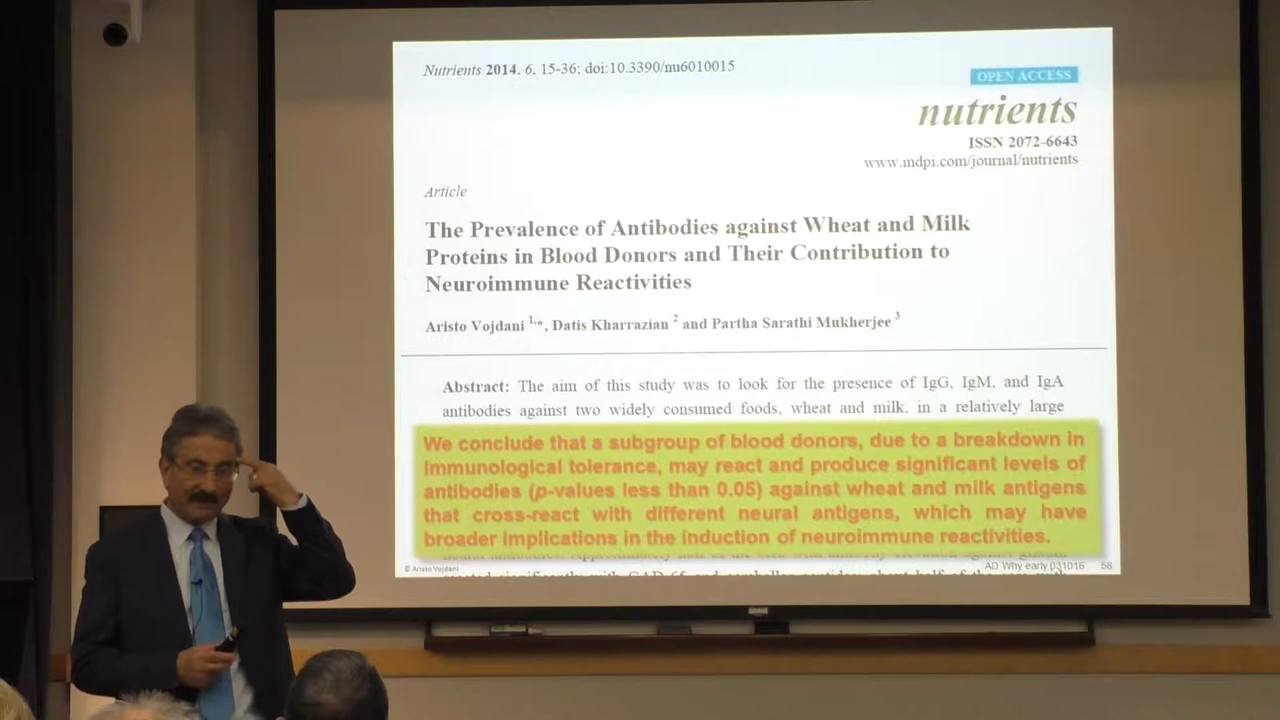 Nutrients 2014, 6, 15-36; doi:10.3390/nu6010015
OPEN ACCESS
nutrients
ISSN 2072-6643
www.mdpi.com/journal/nutrients
Article
The Prevalence of Antibodies against Wheat and Milk
Proteins in Blood Donors and Their Contribution to
Neuroimmune Reactivities
Aristo Vojdani 1,*, Datis Kharrazian 2 and Partha Sarathi Mukherjee 3
Abstract: The aim of this study was to look for the presence of IgG, IgM, and IgA
antibodies against two widely consumed foods, wheat and milk, in a relatively large
We conclude that a subgroup of blood donors, due to a breakdown in
immunological tolerance, may react and produce significant levels of
antibodies (p-values less than 0.05) against wheat and milk antigens
that cross-react with different neural antigens, which may have
broader implications in the induction of neuroimmune reactivities.
© Aristo Vojdani
AD Why early 031016 58